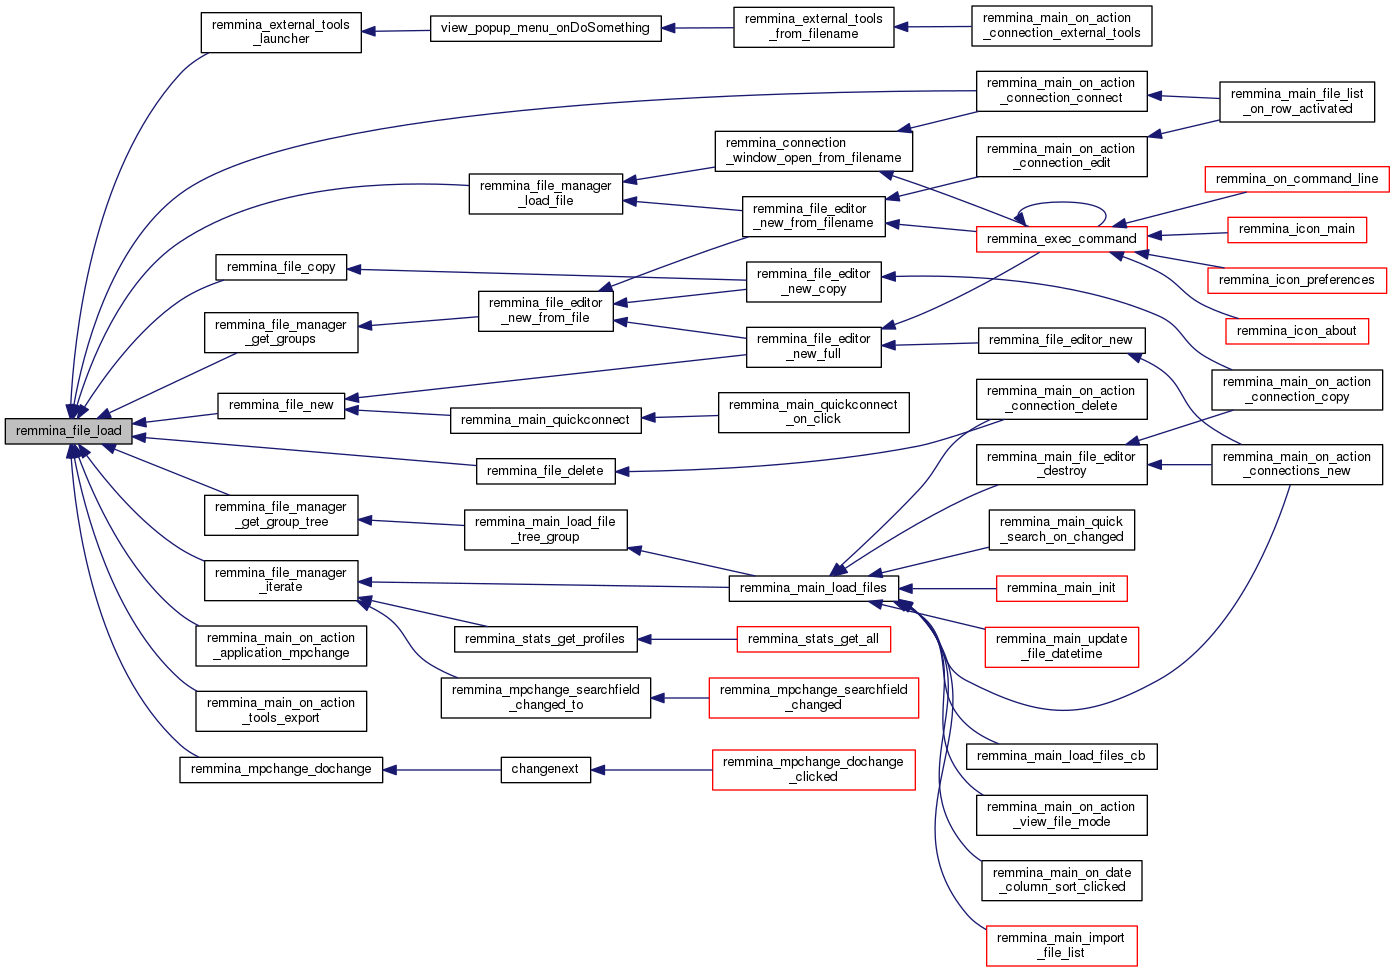 remmina_external_tools
_launcher
view_popup_menu_onDoSomething
remmina_external_tools
_from_filename
remmina_main_on_action
_connection_external_tools
remmina_main_on_action
_connection_connect
remmina_main_file_list
_on_row_activated
remmina_connection
_window_open_from_filename
remmina_main_on_action
_connection_edit
remmina_file_manager
_load_file
remmina_on_command_line
remmina_file_editor
_new_from_filename
remmina_exec_command
remmina_icon_main
remmina_file_copy
remmina_file_editor
_new_copy
remmina_icon_preferences
remmina_file_editor
_new_from_file
remmina_file_manager
_get_groups
remmina_icon_about
remmina_file_editor
_new_full
remmina_file_editor_new
remmina_main_on_action
_connection_copy
remmina_file_new
remmina_main_on_action
_connection_delete
remmina_main_quickconnect
remmina_main_quickconnect
_on_click
remmina_file_load
remmina_file_delete
remmina_main_file_editor
_destroy
remmina_main_on_action
_connections_new
remmina_file_manager
_get_group_tree
remmina_main_load_file
_tree_group
remmina_main_quick
_search_on_changed
remmina_file_manager
_iterate
remmina_main_load_files
remmina_main_init
remmina_main_on_action
_application_mpchange
remmina_stats_get_profiles
remmina_stats_get_all
remmina_main_update
_file_datetime
remmina_main_on_action
_tools_export
remmina_mpchange_searchfield
_changed_to
remmina_mpchange_searchfield
_changed
remmina_main_load_files_cb
remmina_mpchange_dochange
changenext
remmina_mpchange_dochange
_clicked
remmina_main_on_action
_view_file_mode
remmina_main_on_date
_column_sort_clicked
remmina_main_import
_file_list